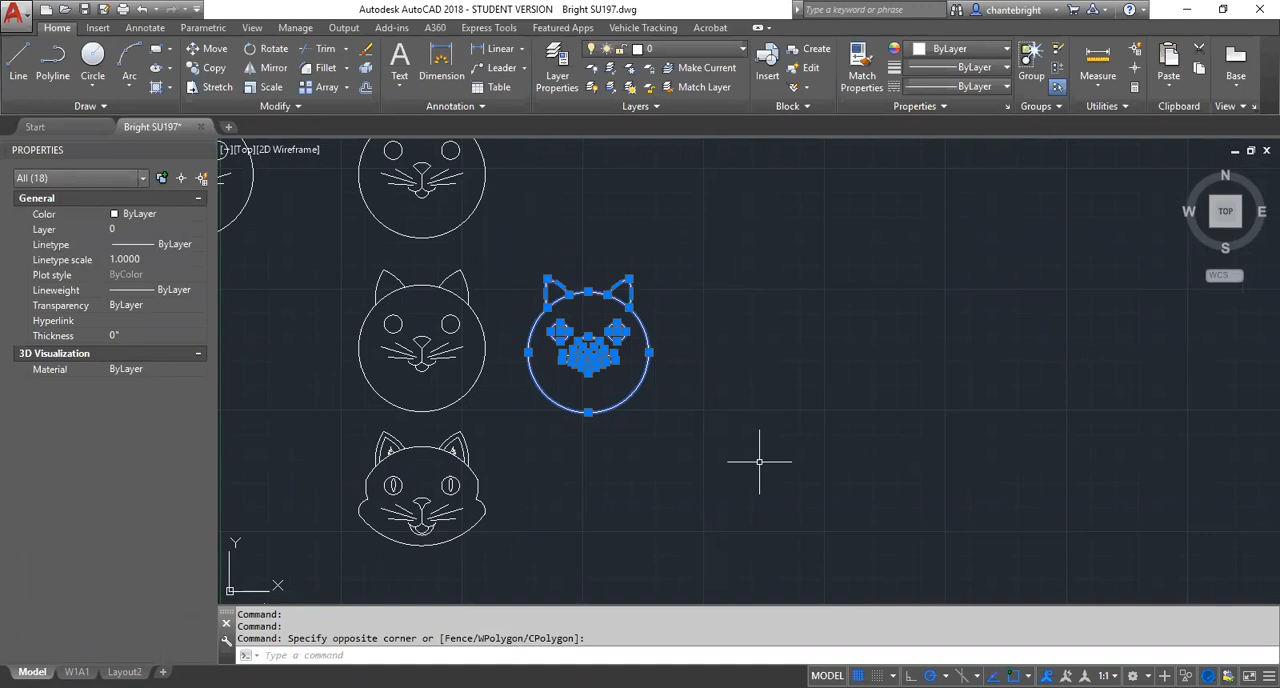 Autodesk AutoCAD 2018 - STUDENT VERSION Bright SU197.dwg
Type a keyword or phrase
chantebright
Home Insert Annotate Parametric View Manage Output Add-ins A360 Express Tools Featured Apps Vehicle Tracking Acrobat
Line Polyline Circle Arc
Move Rotate Trim
Copy Mirror Fillet
Stretch Scale Array
Text Dimension
Linear
Leader
Table
Layer Properties
0
Make Current
Match Layer
Insert
Create
Edit
Match Properties
ByLayer
ByLayer
ByLayer
Group Measure Paste Base
Draw Modify Annotation Layers Block Properties Groups Utilities Clipboard View
Start Bright SU197*
PROPERTIES
[−][Top][2D Wireframe]
All (18)
General
Color ByLayer
Layer 0
Linetype ByLayer
Linetype scale 1.0000
Plot style ByColor
Lineweight ByLayer
Transparency ByLayer
Hyperlink
Thickness 0"
3D Visualization
Material ByLayer
N
W TOP E
S
WCS
Y
X
Command:
Command:
Command: Specify opposite corner or [Fence/WPolygon/CPolygon]:
Type a command
Model W1A1 Layout2
MODEL 1:1